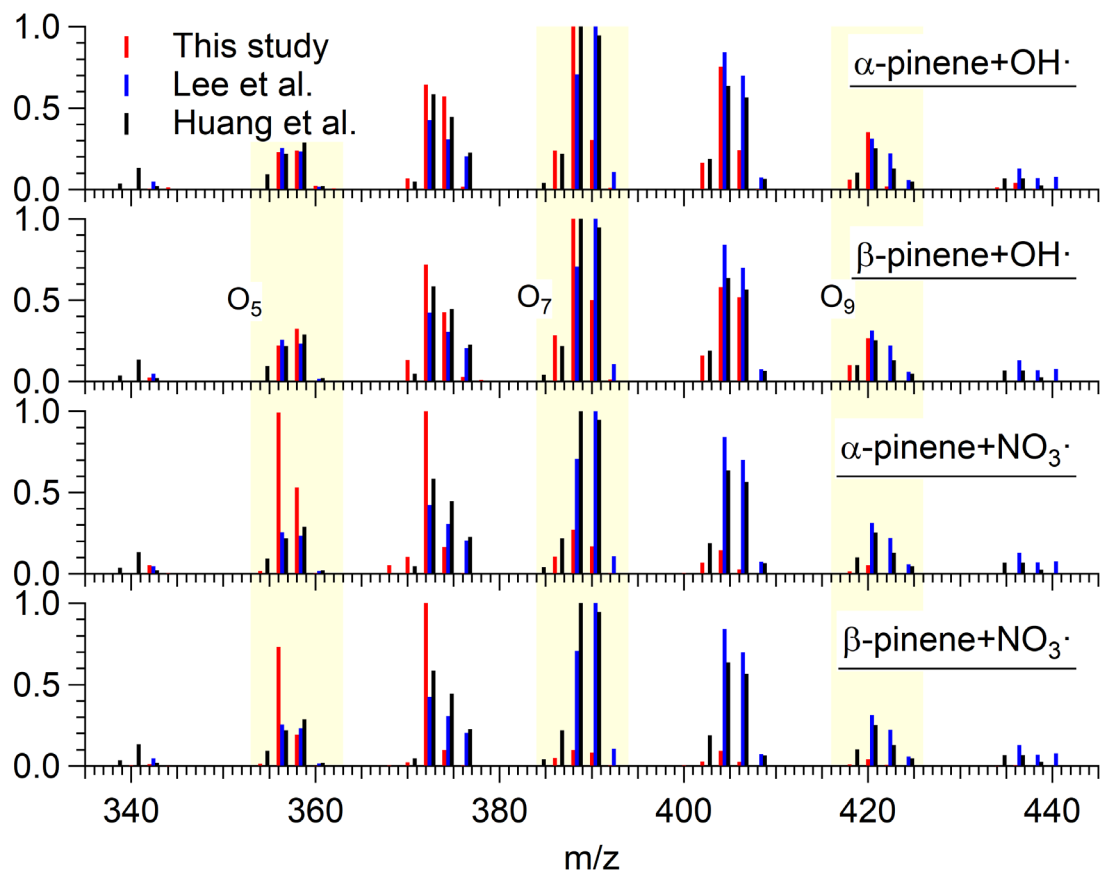 1.0
0.5
0.0
This study
Lee et al.
Huang et al.
α-pinene+OH·
1.0
0.5
0.0
O₅
O₇
O₉
β-pinene+OH·
1.0
0.5
0.0
α-pinene+NO₃·
1.0
0.5
0.0
β-pinene+NO₃·
340 360 380 400 420 440
m/z